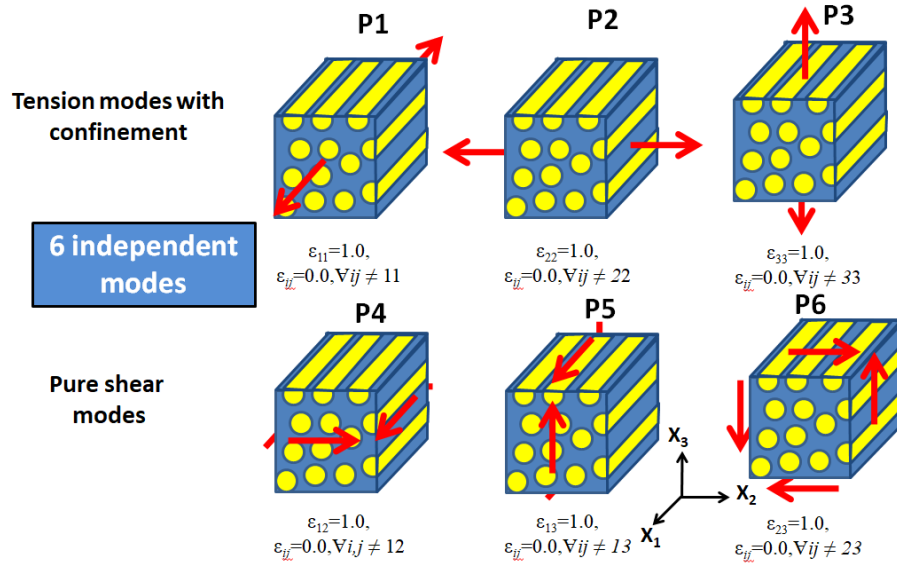 P1
P2
P3
Tension modes with
confinement
6 independent
modes
ε11=1.0,
εij=0.0,∀ij ≠ 11
ε22=1.0,
εij=0.0,∀ij ≠ 22
ε33=1.0,
εij=0.0,∀ij ≠ 33
P4
P5
P6
Pure shear
modes
X3
X2
X1
ε12=1.0,
εij=0.0,∀i,j ≠ 12
ε13=1.0,
εij=0.0,∀ij ≠ 13
ε23=1.0,
εij=0.0,∀ij ≠ 23